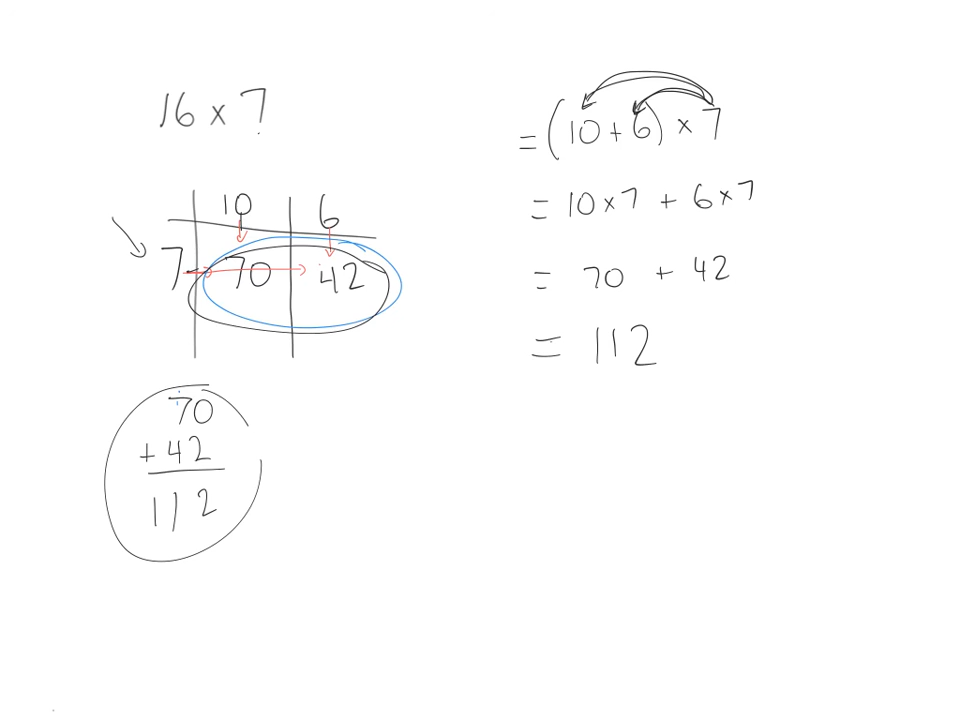 16 × 7
10 6
7 70 42
70
+ 42
112
= (10 + 6) × 7
= 10 × 7 + 6 × 7
= 70 + 42
= 112